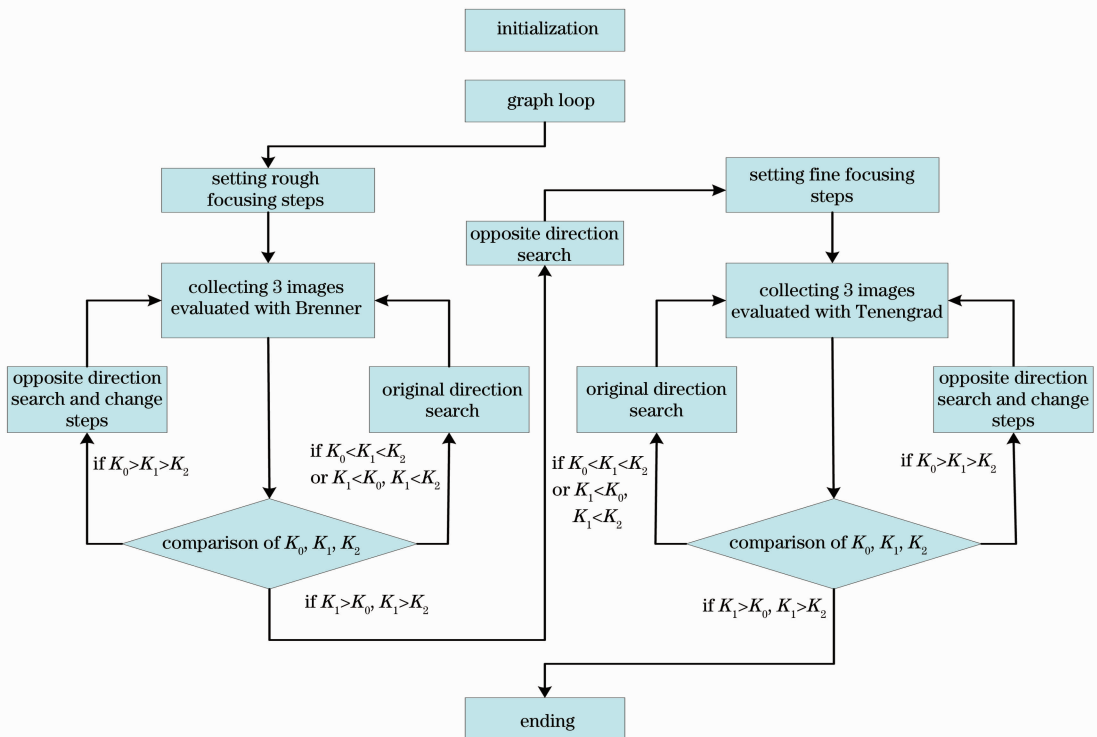 initialization
graph loop
setting rough
focusing steps
setting fine focusing
steps
opposite direction
search
collecting 3 images
evaluated with Brenner
collecting 3 images
evaluated with Tenengrad
opposite direction
search and change
steps
original direction
search
original direction
search
opposite direction
search and change
steps
if K₀>K₁>K₂
if K₀<K₁<K₂
or K₁<K₀, K₁<K₂
if K₀<K₁<K₂
or K₁<K₀,
K₁<K₂
if K₀>K₁>K₂
comparison of K₀, K₁, K₂
comparison of K₀, K₁, K₂
if K₁>K₀, K₁>K₂
if K₁>K₀, K₁>K₂
ending